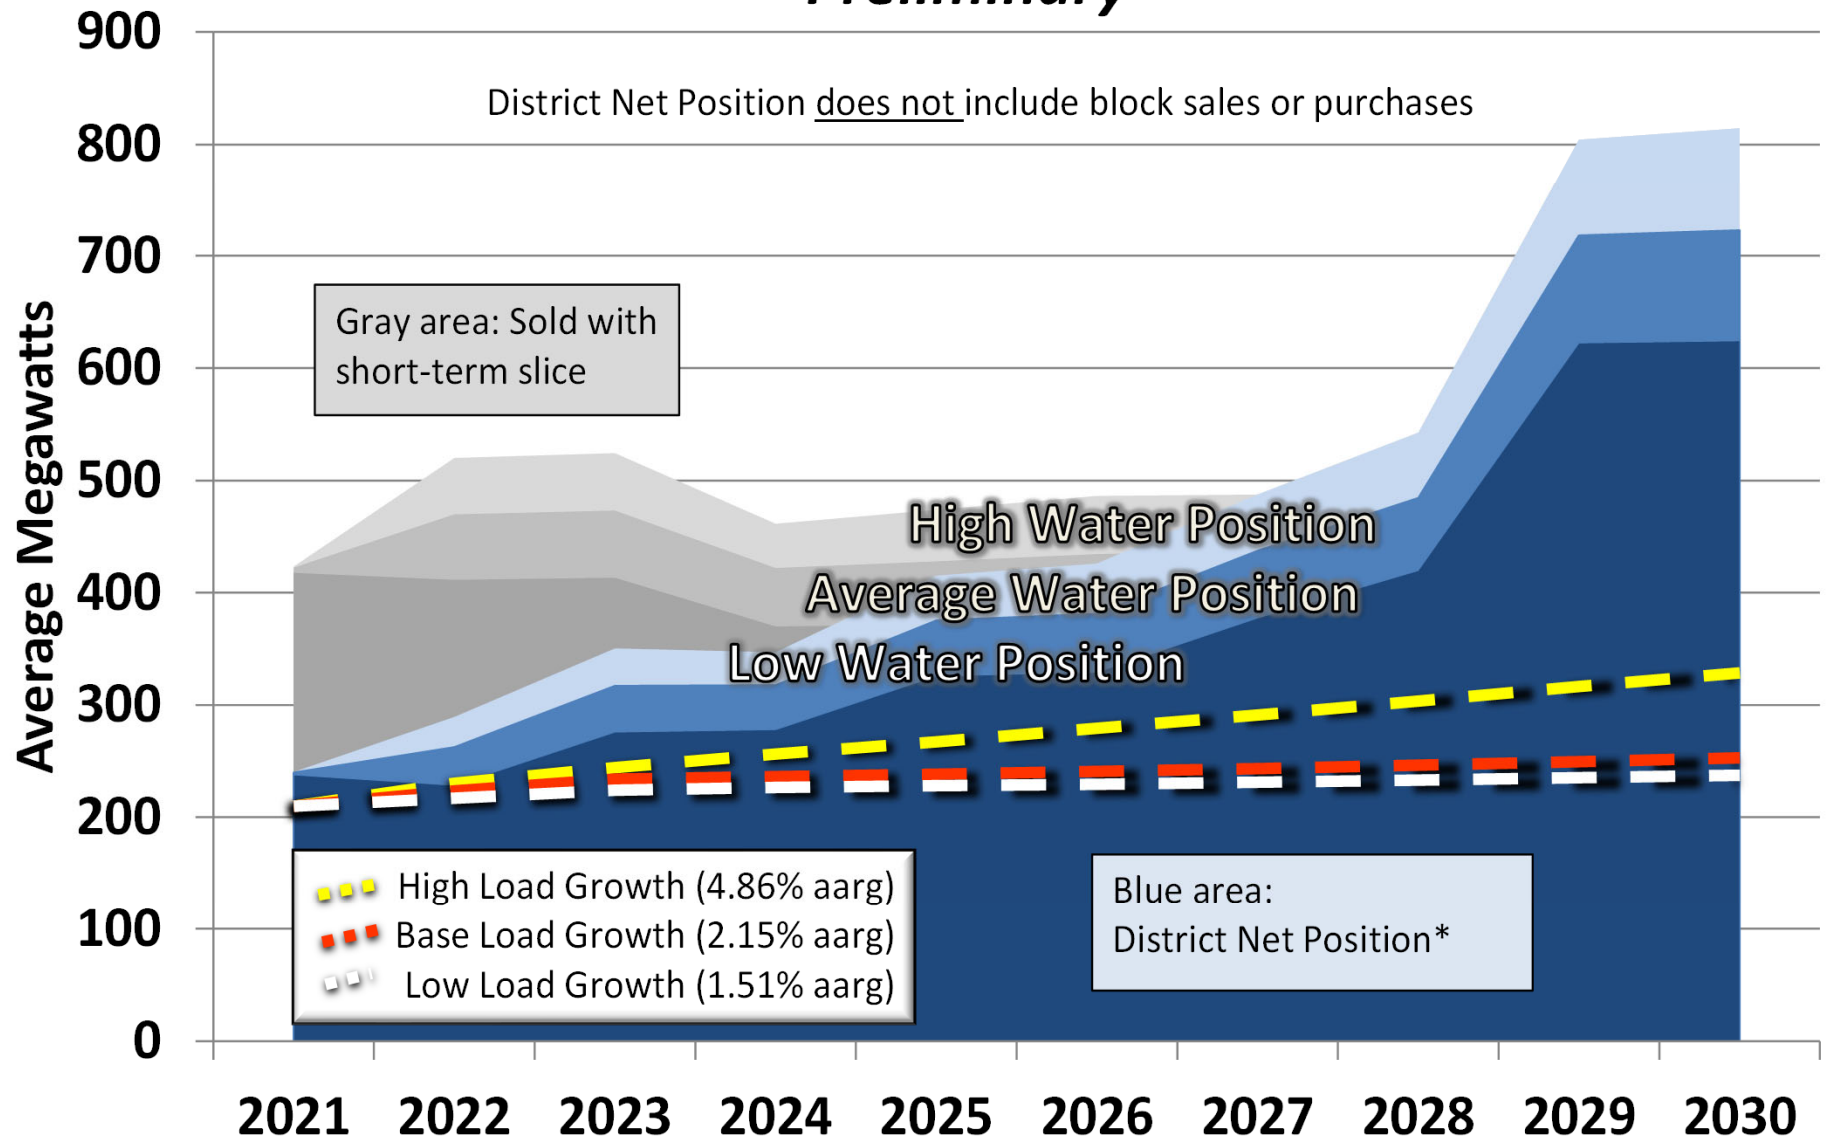 Preliminary
900
District Net Position does not include block sales or purchases
800
700
Gray area: Sold with
short-term slice
600
500
High Water Position
Average Water Position
Low Water Position
400
300
200
High Load Growth (4.86% aarg)
Base Load Growth (2.15% aarg)
Low Load Growth (1.51% aarg)
Blue area:
District Net Position*
100
0
Average Megawatts
2021 2022 2023 2024 2025 2026 2027 2028 2029 2030